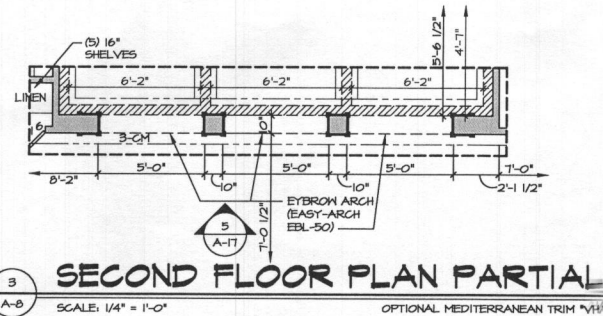 (5) 16"
SHELVES
5'-6 1/2"
4'-7"
6'-2"
6'-2"
6'-2"
LINEN
6
3-CM
10"
5'-0"
5'-0"
5'-0"
7'-0"
8'-2"
10"
10"
2'-1 1/2"
EYBROW ARCH
(EASY-ARCH
EBL-50)
5
A-17
7'-0 1/2"
3
A-8
SECOND FLOOR PLAN PARTIAL
SCALE: 1/4" = 1'-0"
OPTIONAL MEDITERRANEAN TRIM